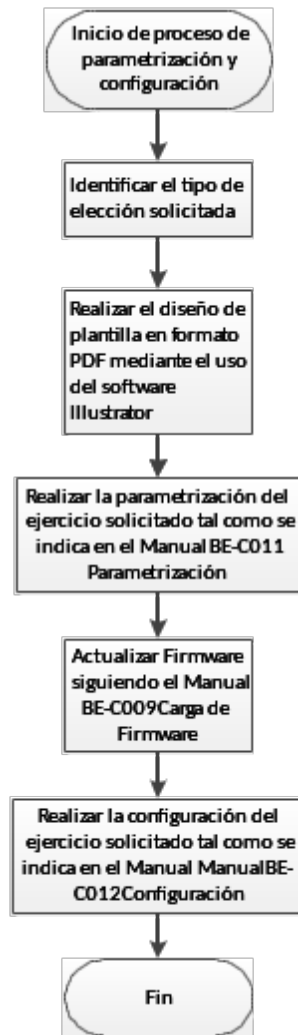 Inicio de proceso de
parametrización y
configuración
Identificar el tipo de
elección solicitada
Realizar el diseño de
plantilla en formato
PDF mediante el uso
del software
Illustrator
Realizar la parametrización del
ejercicio solicitado tal como se
indica en el Manual BE-C011
Parametrización
Actualizar Firmware
siguiendo el Manual
BE-C009Carga de
Firmware
Realizar la configuración del
ejercicio solicitado tal como se
indica en el Manual ManualBE-
C012Configuración
Fin